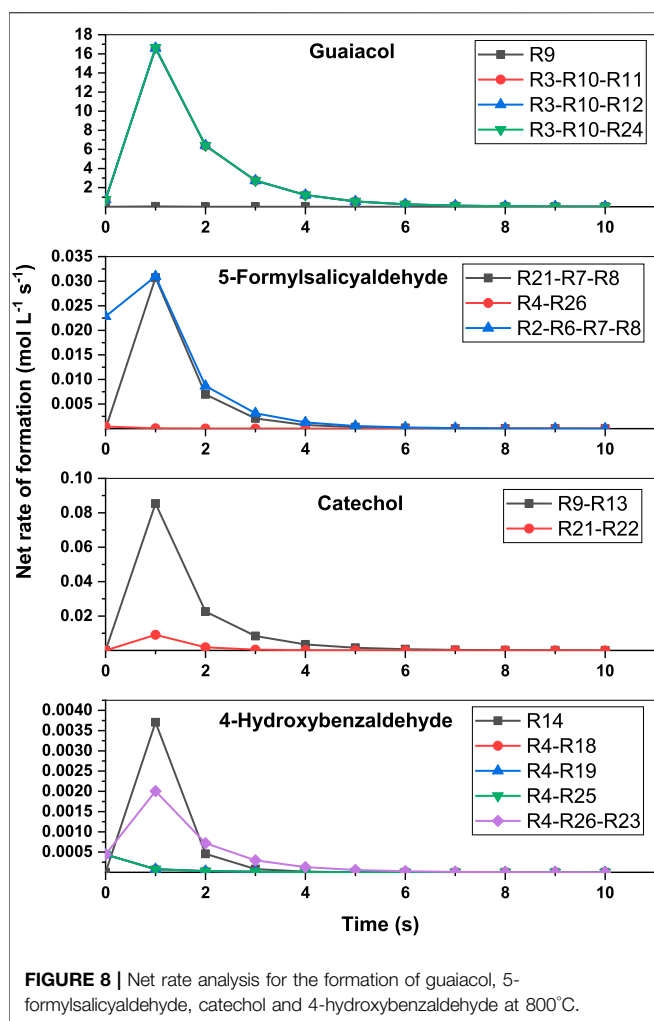 Net rate of formation (mol L-1 s-1)
Guaiacol
R9
R3-R10-R11
R3-R10-R12
R3-R10-R24
18
16
14
12
10
8
6
4
2
0 2 4 6 8 10
5-Formylsalicyaldehyde
R21-R7-R8
R4-R26
R2-R6-R7-R8
0.035
0.030
0.025
0.020
0.015
0.010
0.005
0 2 4 6 8 10
Catechol
R9-R13
R21-R22
0.10
0.08
0.06
0.04
0.02
0 2 4 6 8 10
4-Hydroxybenzaldehyde
R14
R4-R18
R4-R19
R4-R25
R4-R26-R23
0.0040
0.0035
0.0030
0.0025
0.0020
0.0015
0.0010
0.0005
0 2 4 6 8 10
Time (s)
FIGURE 8 | Net rate analysis for the formation of guaiacol, 5-
formylsalicyaldehyde, catechol and 4-hydroxybenzaldehyde at 800°C.